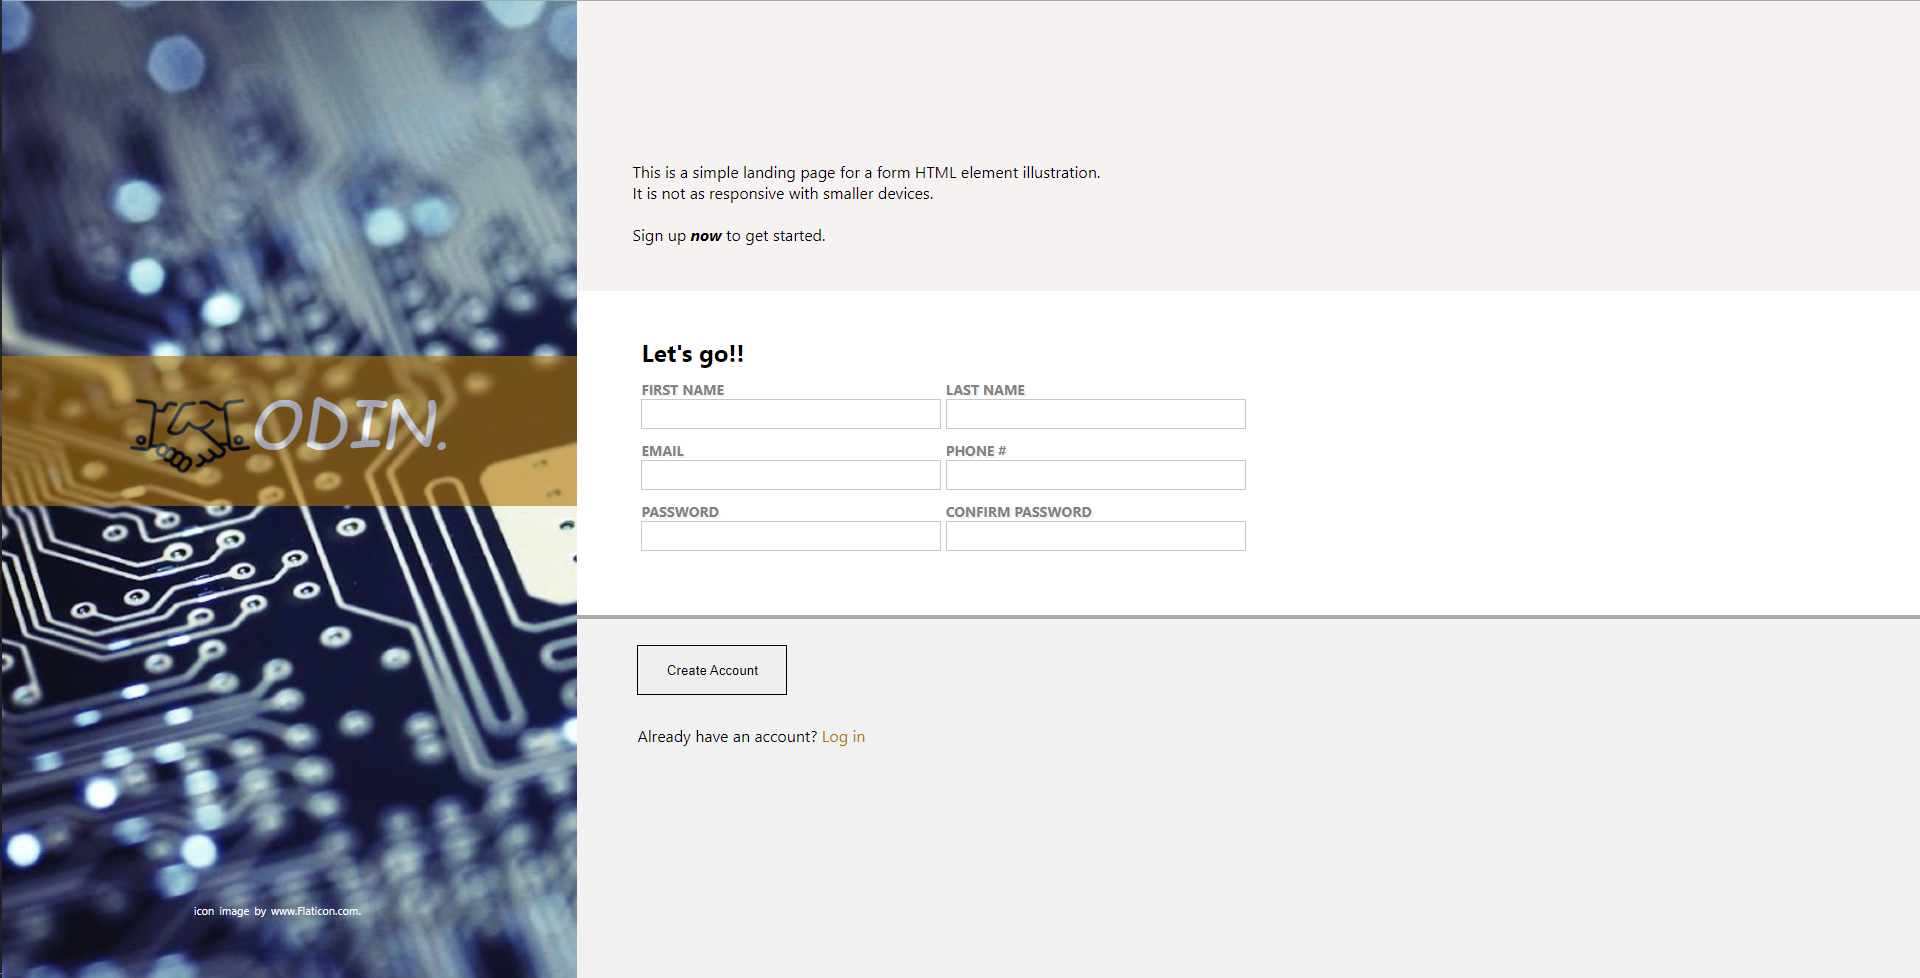 ODIN.
icon image by www.Flaticon.com.
This is a simple landing page for a form HTML element illustration.
It is not as responsive with smaller devices.
Sign up now to get started.
Let's go!!
FIRST NAME
LAST NAME
EMAIL
PHONE #
PASSWORD
CONFIRM PASSWORD
Create Account
Already have an account? Log in